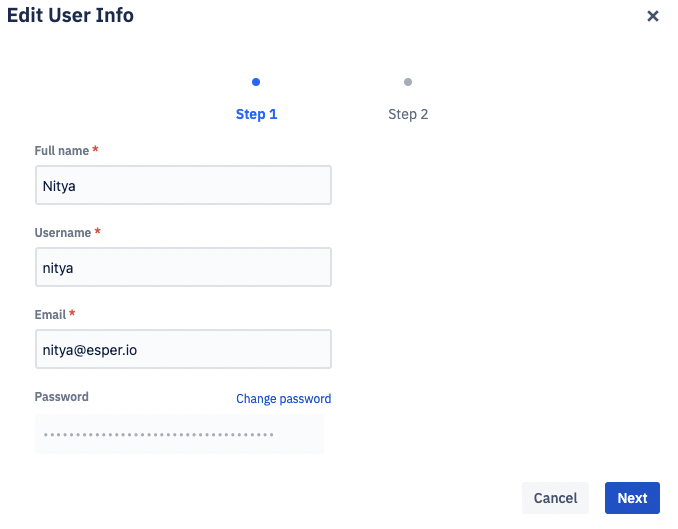 Edit User Info
Step 1 Step 2
Full name *
Nitya
Username *
nitya
Email *
nitya@esper.io
Password Change password
Cancel Next